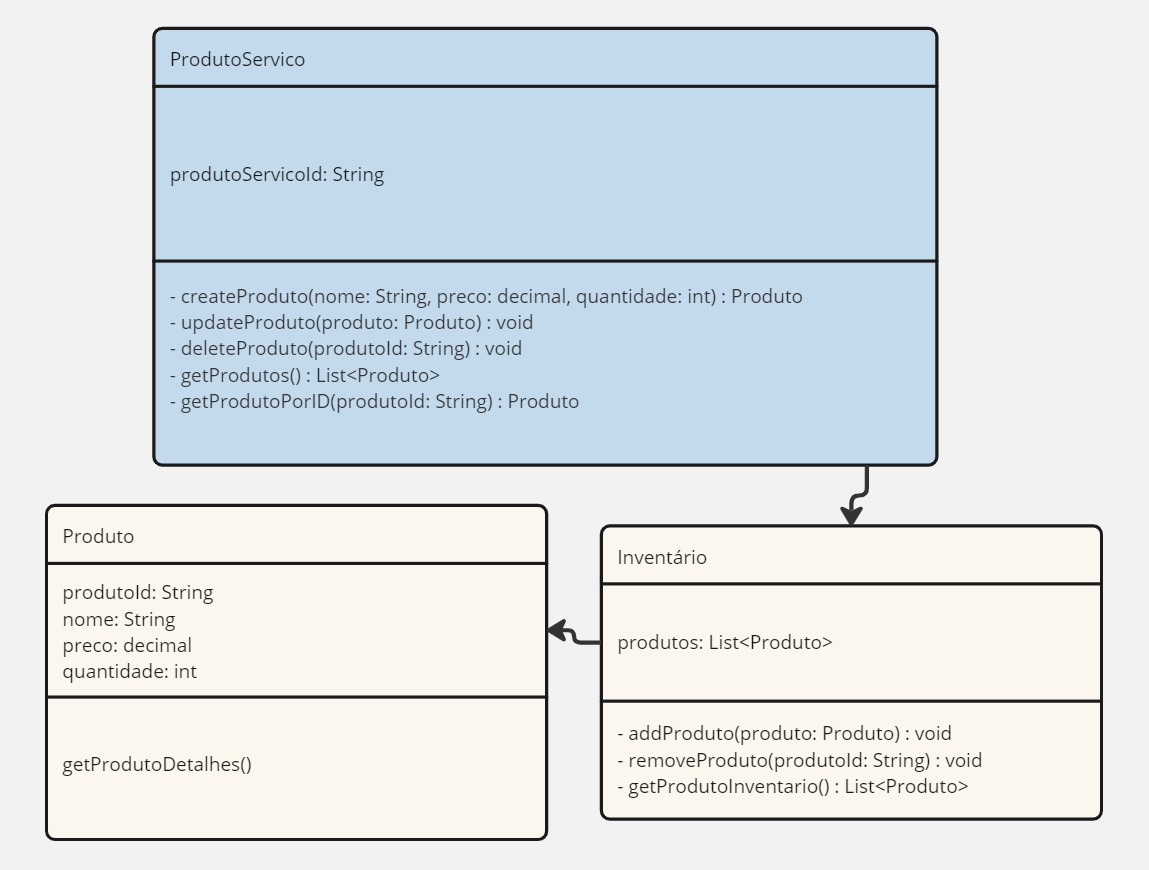 ProdutoServico
produtoServicoId: String
- createProduto(nome: String, preco: decimal, quantidade: int) : Produto
- updateProduto(produto: Produto) : void
- deleteProduto(produtoId: String) : void
- getProdutos() : List<Produto>
- getProdutoPorID(produtoId: String) : Produto
Produto
produtoId: String
nome: String
preco: decimal
quantidade: int
getProdutoDetalhes()
Inventário
produtos: List<Produto>
- addProduto(produto: Produto) : void
- removeProduto(produtoId: String) : void
- getProdutoInventario() : List<Produto>